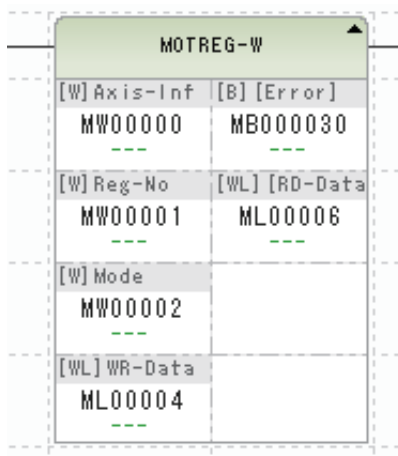 MOTREG-W
[W]Axis-Inf [B][Error]
MW00000 MB000030
--- ---
[W]Reg-No [WL][RD-Data
MW00001 ML00006
--- ---
[W]Mode
MW00002
---
[WL]WR-Data
ML00004
---